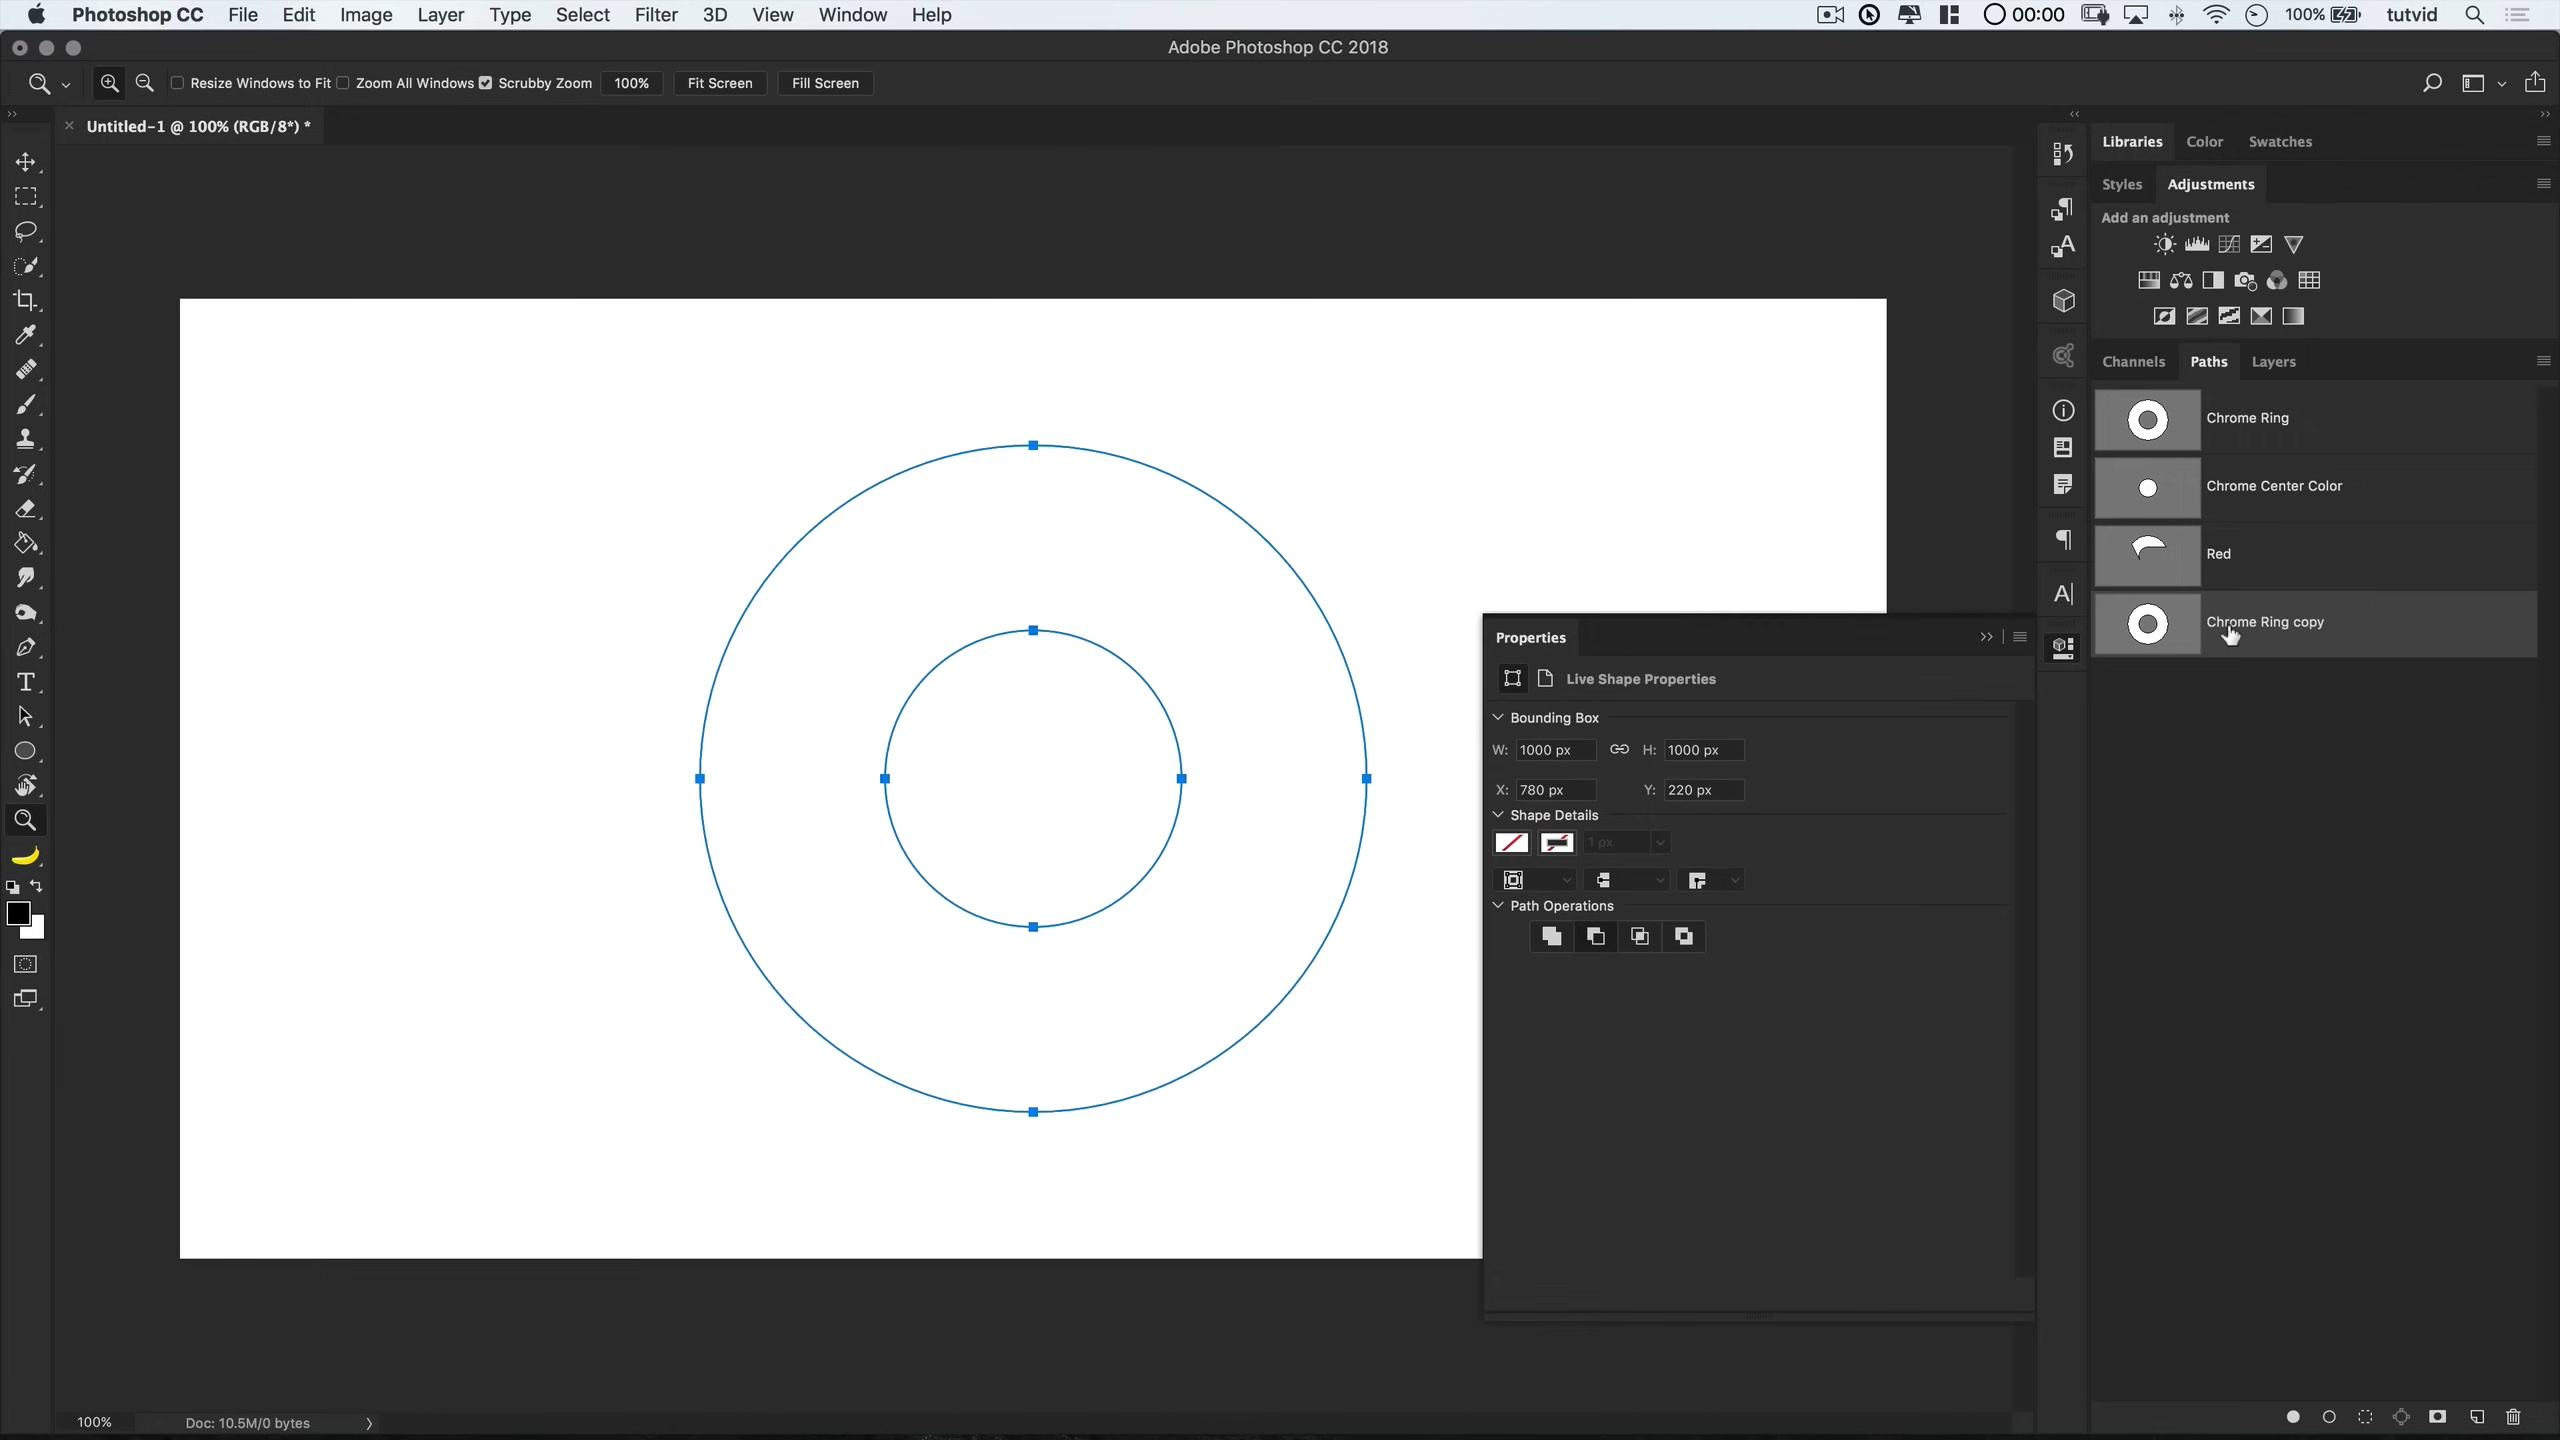 Photoshop CC File Edit Image Layer Type Select Filter 3D View Window Help 00:00 100% tutvid
Adobe Photoshop CC 2018
Resize Windows to Fit Zoom All Windows Scrubby Zoom 100% Fit Screen Fill Screen
Untitled-1 @ 100% (RGB/8*) *
Libraries Color Swatches
Styles Adjustments
Add an adjustment
Channels Paths Layers
Chrome Ring
Chrome Center Color
Red
Chrome Ring copy
Properties
Live Shape Properties
Bounding Box
W: 1000 px H: 1000 px
X: 780 px Y: 220 px
Shape Details
1 px
Path Operations
100% Doc: 10.5M/0 bytes